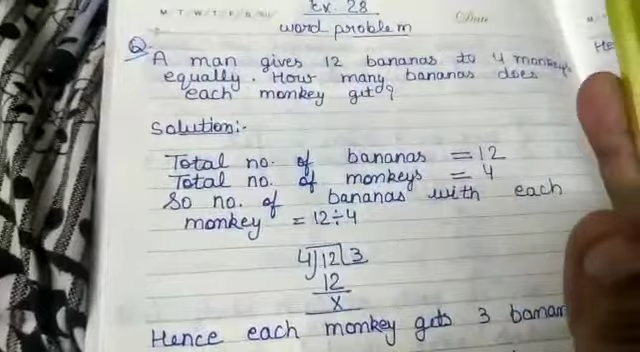 M T W T F
Ex. 28
Date
word problem
Q.
A man gives 12 bananas to 4 monkeys
equally. How many bananas does
each monkey get?
Solution:-
Total no. of bananas = 12
Total no. of monkeys = 4
So no. of bananas with each
monkey = 12÷4
4)12(3
12
x
Hence each monkey gets 3 banan